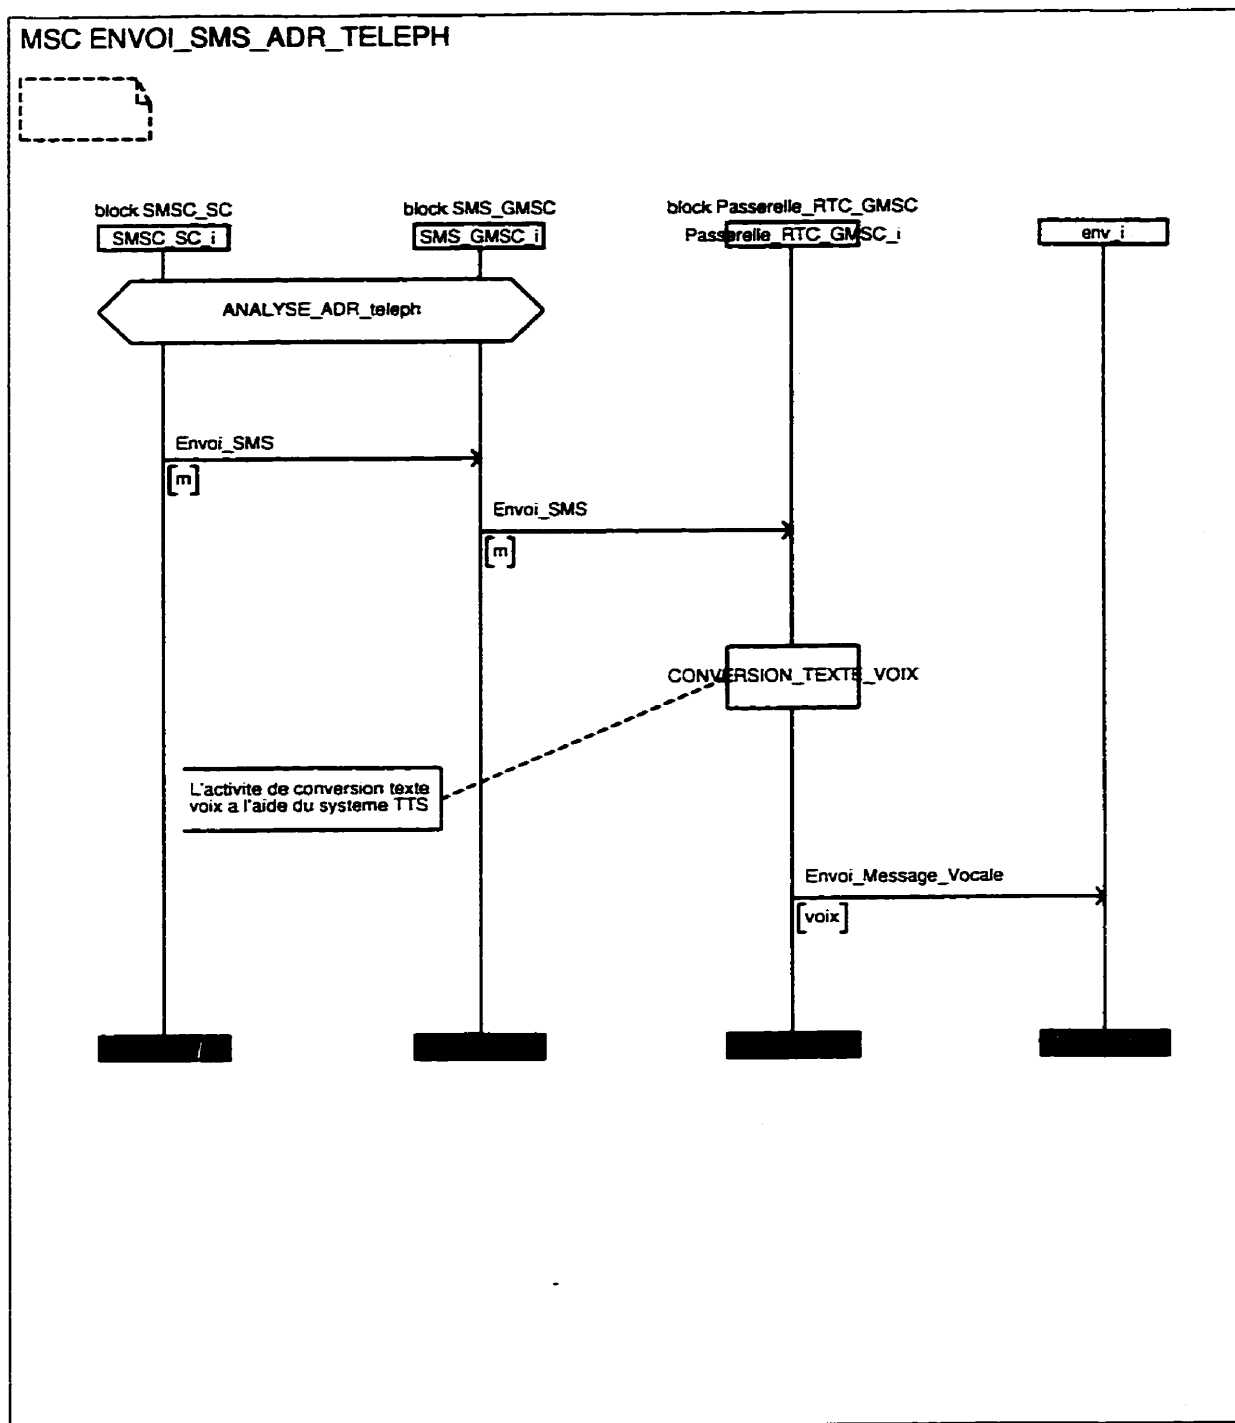 MSC ENVOI_SMS_ADR_TELEPH
block SMSC_SC
block SMS_GMSC
block Passerelle_RTC_GMSC
SMSC_SC_i
SMS_GMSC_i
Passerelle_RTC_GMSC_i
env_i
ANALYSE_ADR_teleph
Envoi_SMS
[m]
Envoi_SMS
[m]
CONVERSION_TEXTE_VOIX
L'activite de conversion texte
voix a l'aide du systeme TTS
Envoi_Message_Vocale
[voix]